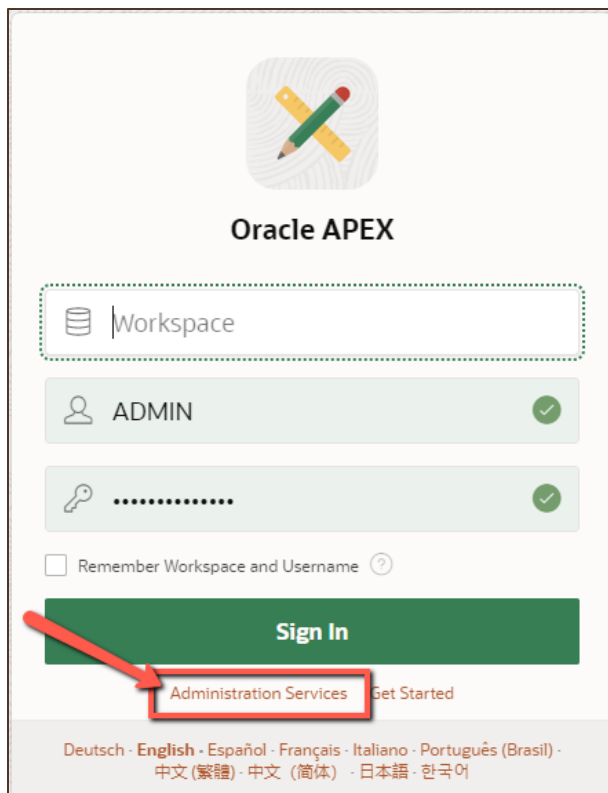 Oracle APEX
Workspace
ADMIN
••••••••••••••
Remember Workspace and Username ?
Sign In
Administration Services Get Started
Deutsch - English - Español - Français - Italiano - Português (Brasil) -
中文 (繁體) - 中文（简体） - 日本語 - 한국어